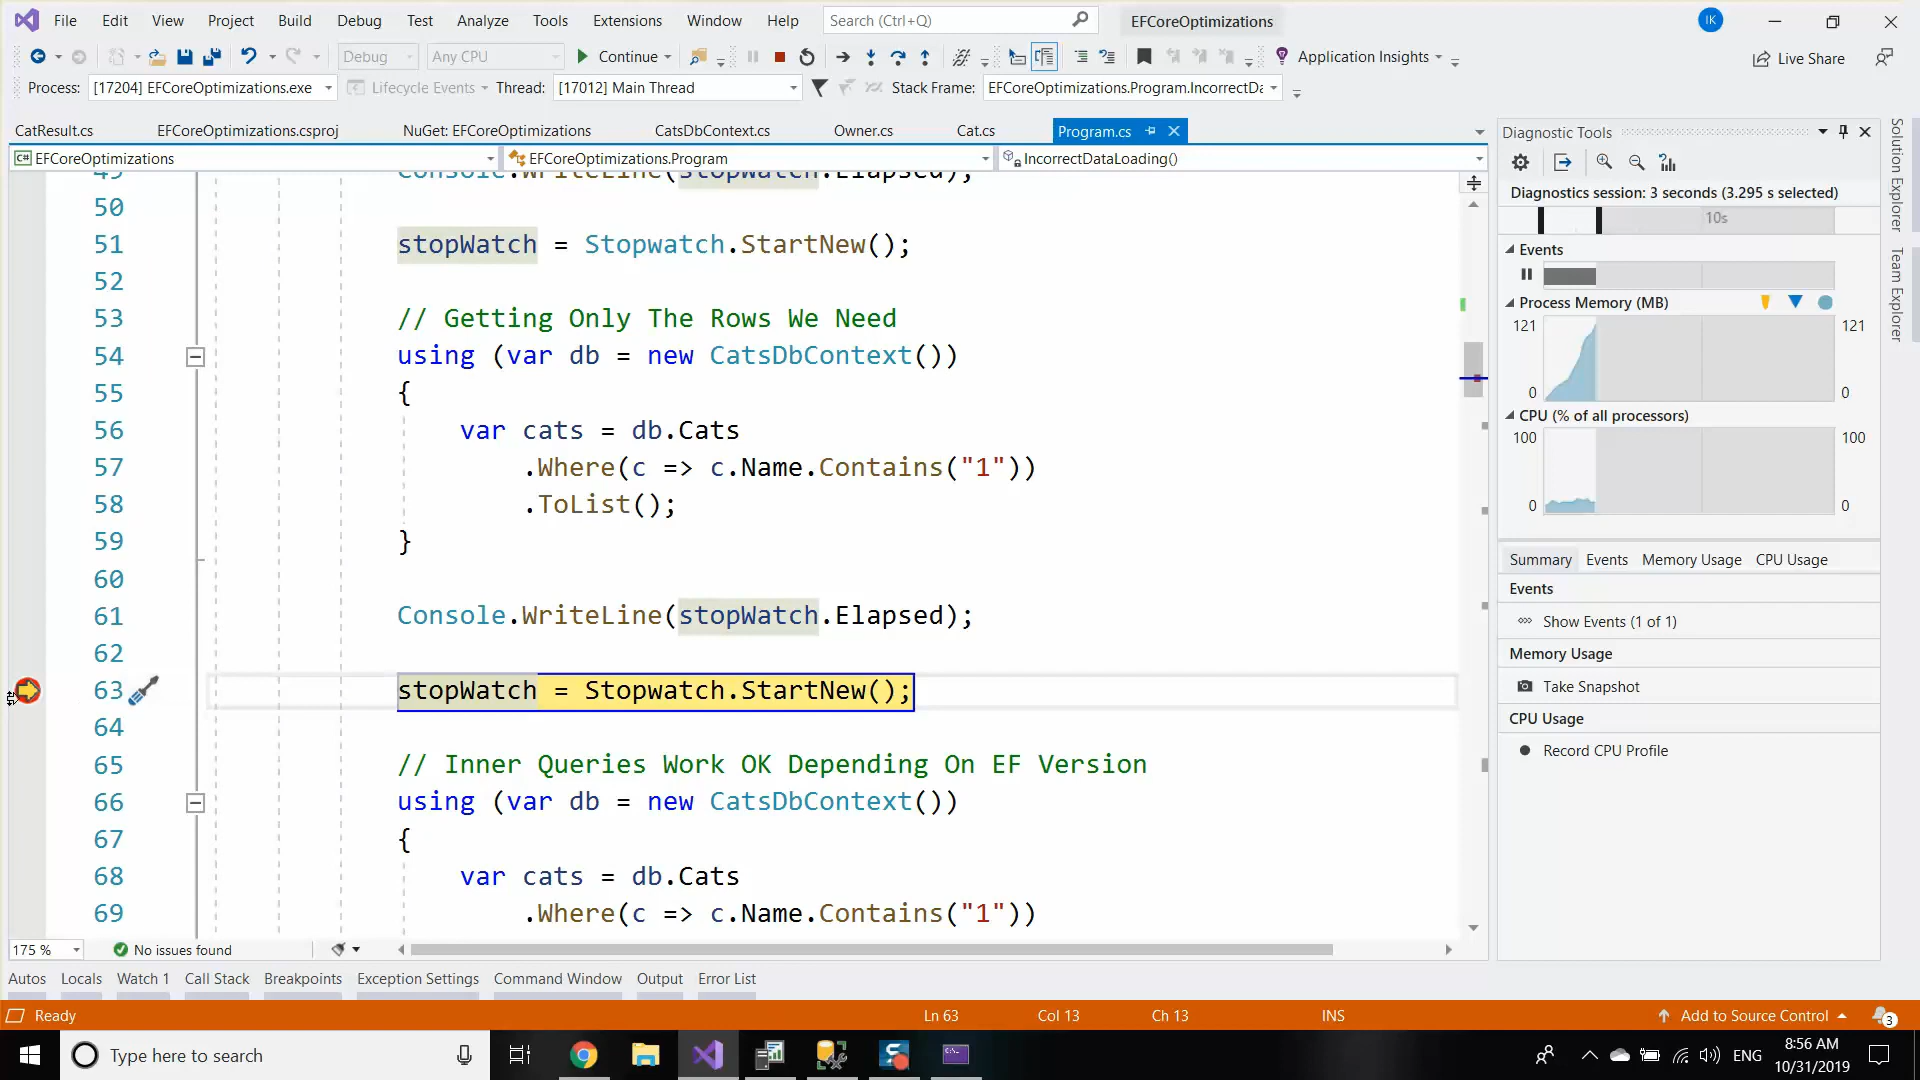 File Edit View Project Build Debug Test Analyze Tools Extensions Window Help Search (Ctrl+Q) EFCoreOptimizations IK
Debug Any CPU Continue Application Insights Live Share
Process: [17204] EFCoreOptimizations.exe Lifecycle Events Thread: [17012] Main Thread Stack Frame: EFCoreOptimizations.Program.IncorrectDa
CatResult.cs EFCoreOptimizations.csproj NuGet: EFCoreOptimizations CatsDbContext.cs Owner.cs Cat.cs Program.cs
C# EFCoreOptimizations EFCoreOptimizations.Program IncorrectDataLoading()
49 Console.WriteLine(stopWatch.Elapsed);
50
51 stopWatch = Stopwatch.StartNew();
52
53 // Getting Only The Rows We Need
54 using (var db = new CatsDbContext())
55 {
56 var cats = db.Cats
57 .Where(c => c.Name.Contains("1"))
58 .ToList();
59 }
60
61 Console.WriteLine(stopWatch.Elapsed);
62
63 stopWatch = Stopwatch.StartNew();
64
65 // Inner Queries Work OK Depending On EF Version
66 using (var db = new CatsDbContext())
67 {
68 var cats = db.Cats
69 .Where(c => c.Name.Contains("1"))
175 % No issues found
Diagnostic Tools
Diagnostics session: 3 seconds (3.295 s selected)
10s
Events
Process Memory (MB)
121 121
0 0
CPU (% of all processors)
100 100
0 0
Summary Events Memory Usage CPU Usage
Events
Show Events (1 of 1)
Memory Usage
Take Snapshot
CPU Usage
Record CPU Profile
Solution Explorer
Team Explorer
Autos Locals Watch 1 Call Stack Breakpoints Exception Settings Command Window Output Error List
Ready Ln 63 Col 13 Ch 13 INS Add to Source Control 3
Type here to search ENG 8:56 AM
10/31/2019